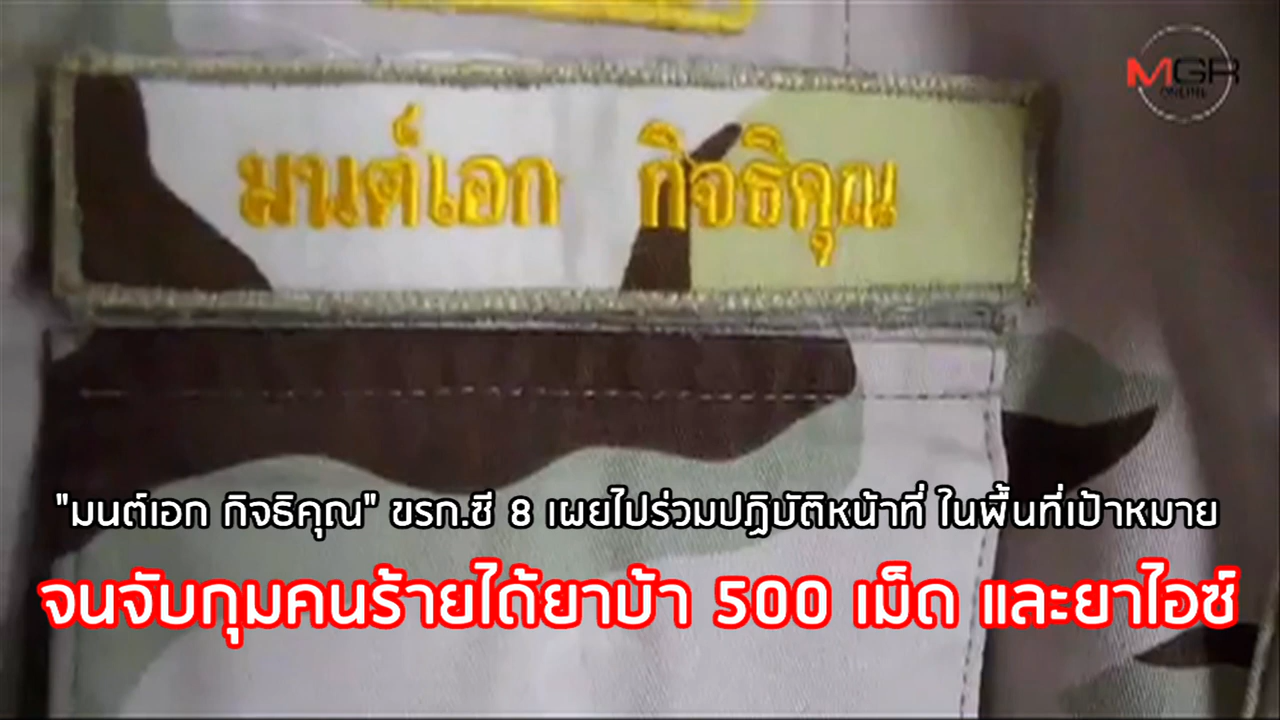 MGR
ONLINE
มนต์เอก กิจธิคุณ
"มนต์เอก กิจธิคุณ" ขรก.ซี 8 เผยไปร่วมปฏิบัติหน้าที่ ในพื้นที่เป้าหมาย
จนจับกุมคนร้ายได้ยาบ้า 500 เม็ด และยาไอซ์